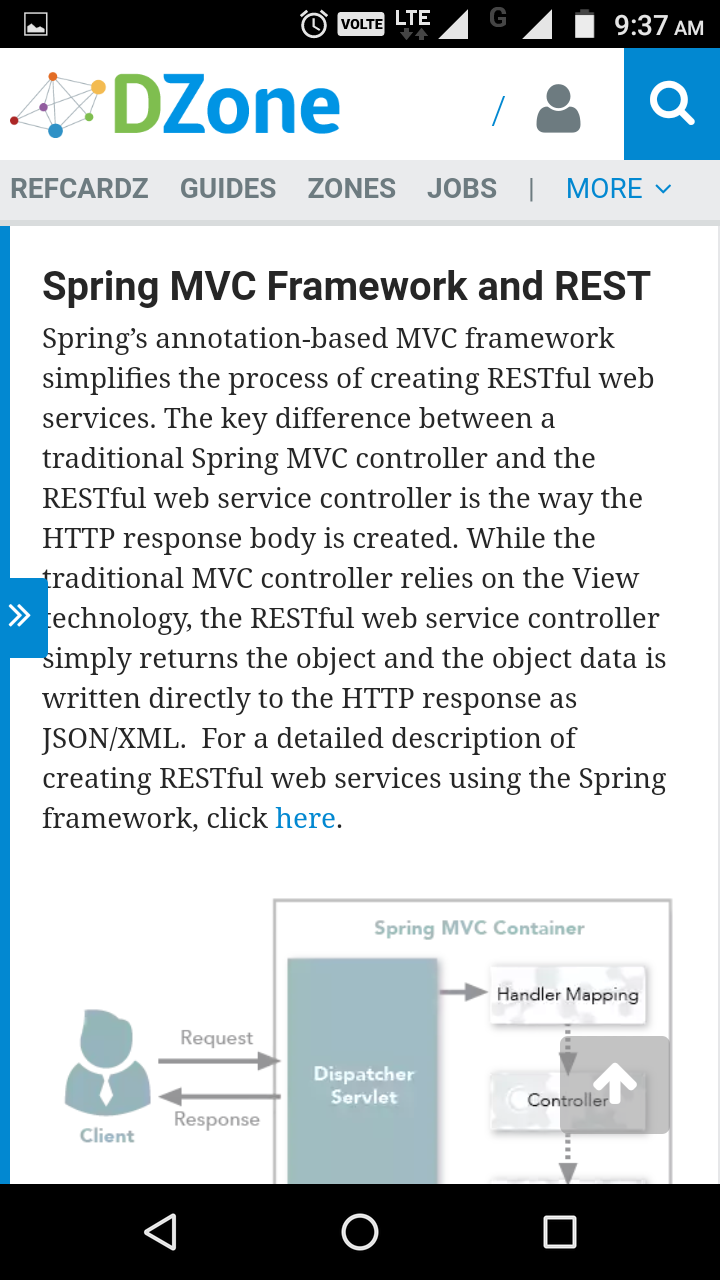 VOLTE LTE G 9:37 AM
DZone /
REFCARDZ GUIDES ZONES JOBS | MORE
Spring MVC Framework and REST
Spring’s annotation-based MVC framework
simplifies the process of creating RESTful web
services. The key difference between a
traditional Spring MVC controller and the
RESTful web service controller is the way the
HTTP response body is created. While the
traditional MVC controller relies on the View
technology, the RESTful web service controller
simply returns the object and the object data is
written directly to the HTTP response as
JSON/XML.  For a detailed description of
creating RESTful web services using the Spring
framework, click here.
Spring MVC Container
Handler Mapping
Request
Dispatcher
Servlet
Controller
Response
Client